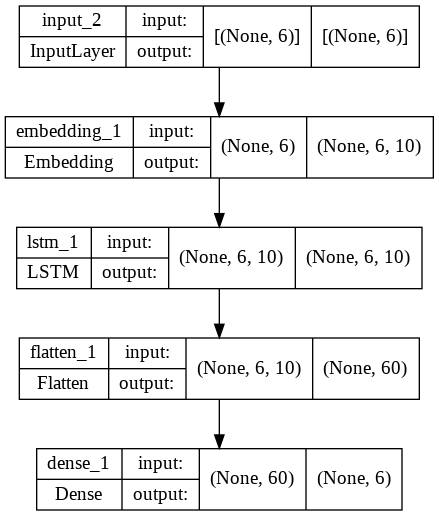 input_2 input: [(None, 6)] [(None, 6)]
InputLayer output:
embedding_1 input: (None, 6) (None, 6, 10)
Embedding output:
lstm_1 input: (None, 6, 10) (None, 6, 10)
LSTM output:
flatten_1 input: (None, 6, 10) (None, 60)
Flatten output:
dense_1 input: (None, 60) (None, 6)
Dense output: